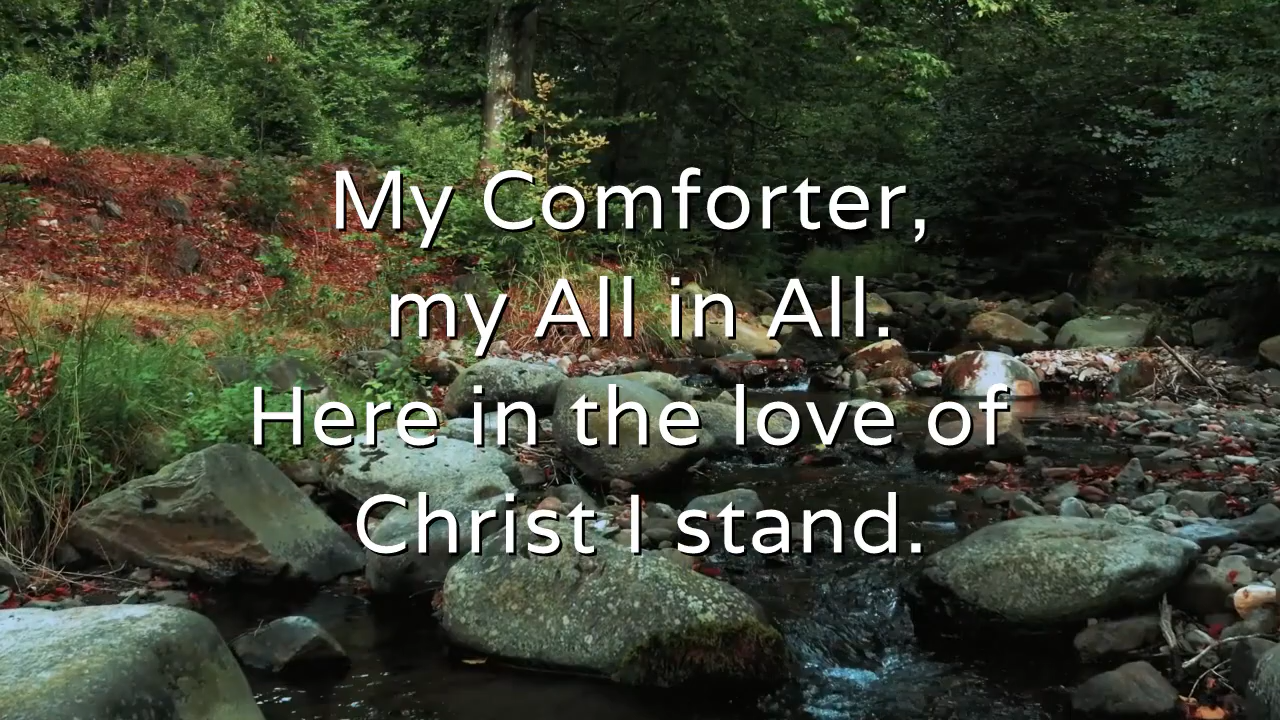 My Comforter,
my All in All.
Here in the love of
Christ I stand.